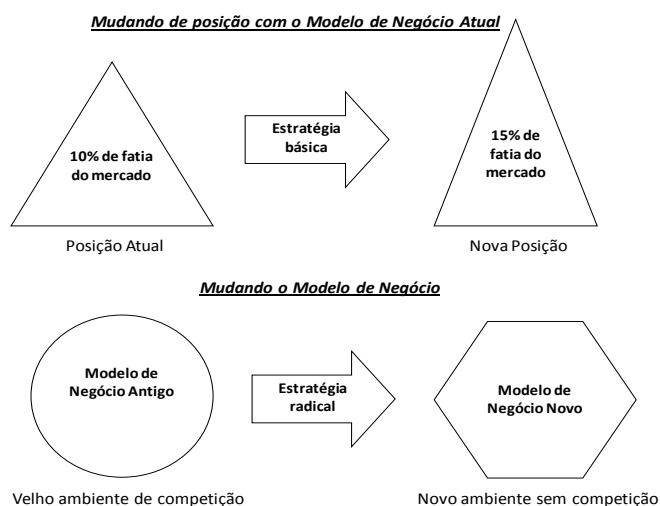 Mudando de posição com o Modelo de Negócio Atual
10% de fatia
do mercado
Estratégia
básica
15% de
fatia do
mercado
Posição Atual
Nova Posição
Mudando o Modelo de Negócio
Modelo de
Negócio Antigo
Estratégia
radical
Modelo de
Negócio Novo
Velho ambiente de competição
Novo ambiente sem competição